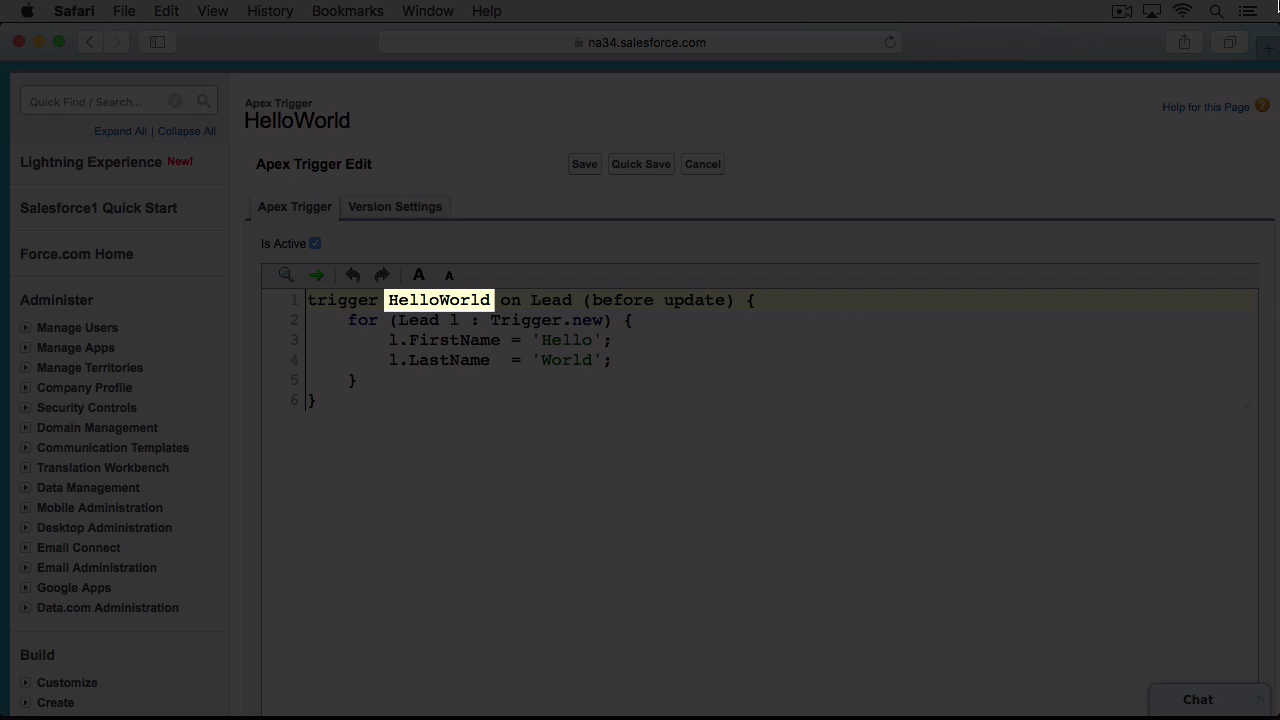 Safari File Edit View History Bookmarks Window Help
na34.salesforce.com
Quick Find / Search...
Expand All | Collapse All
Lightning Experience New!
Salesforce1 Quick Start
Force.com Home
Administer
Manage Users
Manage Apps
Manage Territories
Company Profile
Security Controls
Domain Management
Communication Templates
Translation Workbench
Data Management
Mobile Administration
Desktop Administration
Email Connect
Email Administration
Google Apps
Data.com Administration
Build
Customize
Create
Apex Trigger
HelloWorld
Help for this Page ?
Apex Trigger Edit
Save Quick Save Cancel
Apex Trigger Version Settings
Is Active
A A
1 trigger HelloWorld on Lead (before update) {
2 for (Lead l : Trigger.new) {
3 l.FirstName = 'Hello';
4 l.LastName = 'World';
5 }
6 }
Chat